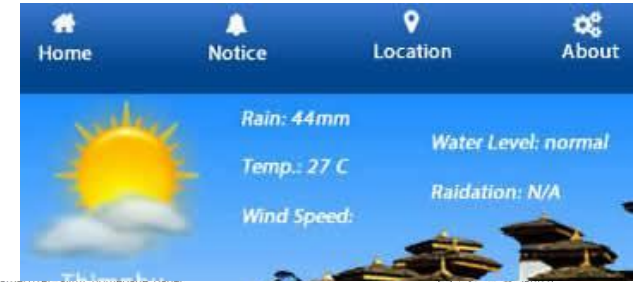 Home Notice Location About
Rain: 44mm
Water Level: normal
Temp.: 27 C
Raidation: N/A
Wind Speed: